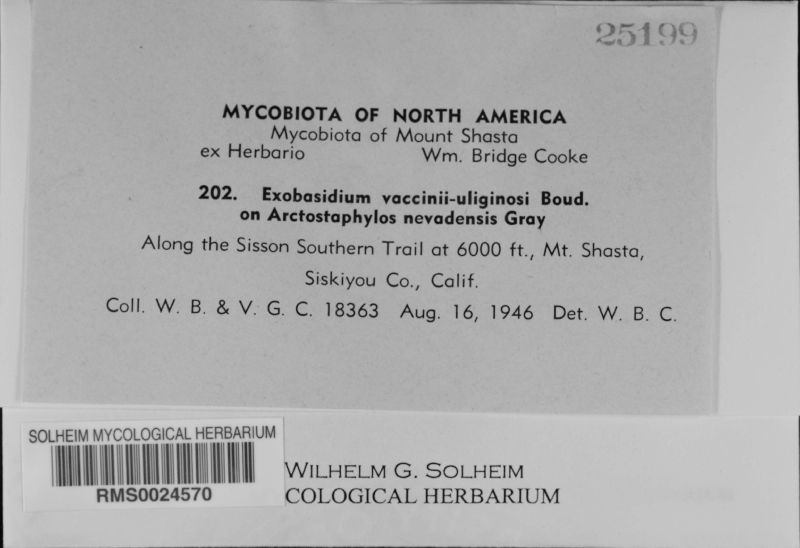 25199
MYCOBIOTA OF NORTH AMERICA
Mycobiota of Mount Shasta
ex Herbario Wm. Bridge Cooke
202. Exobasidium vaccinii-uliginosi Boud.
on Arctostaphylos nevadensis Gray
Along the Sisson Southern Trail at 6000 ft., Mt. Shasta,
Siskiyou Co., Calif.
Coll. W. B. & V. G. C. 18363 Aug. 16, 1946 Det. W. B. C.
SOLHEIM MYCOLOGICAL HERBARIUM
RMS0024570
WILHELM G. SOLHEIM
COLOGICAL HERBARIUM